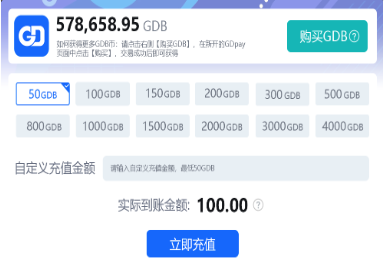 GD
578,658.95 GDB
如何获得更多GDB币：请点击右侧【购买GDB】，在新开的GDpay
页面中点击【购买】，交易成功后即可获得
购买GDB?
50GDB 100GDB 150GDB 200GDB 300GDB 500GDB
800GDB 1000GDB 1500GDB 2000GDB 3000GDB 4000GDB
自定义充值金额 请输入自定义充值金额，最低50GDB
实际到账金额: 100.00 ?
立即充值